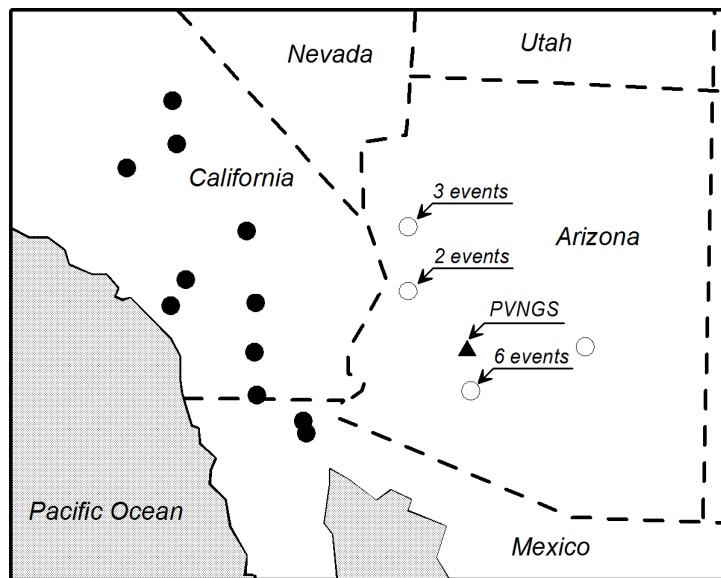 Utah
Nevada
California
3 events
Arizona
2 events
PVNGS
6 events
Pacific Ocean
Mexico